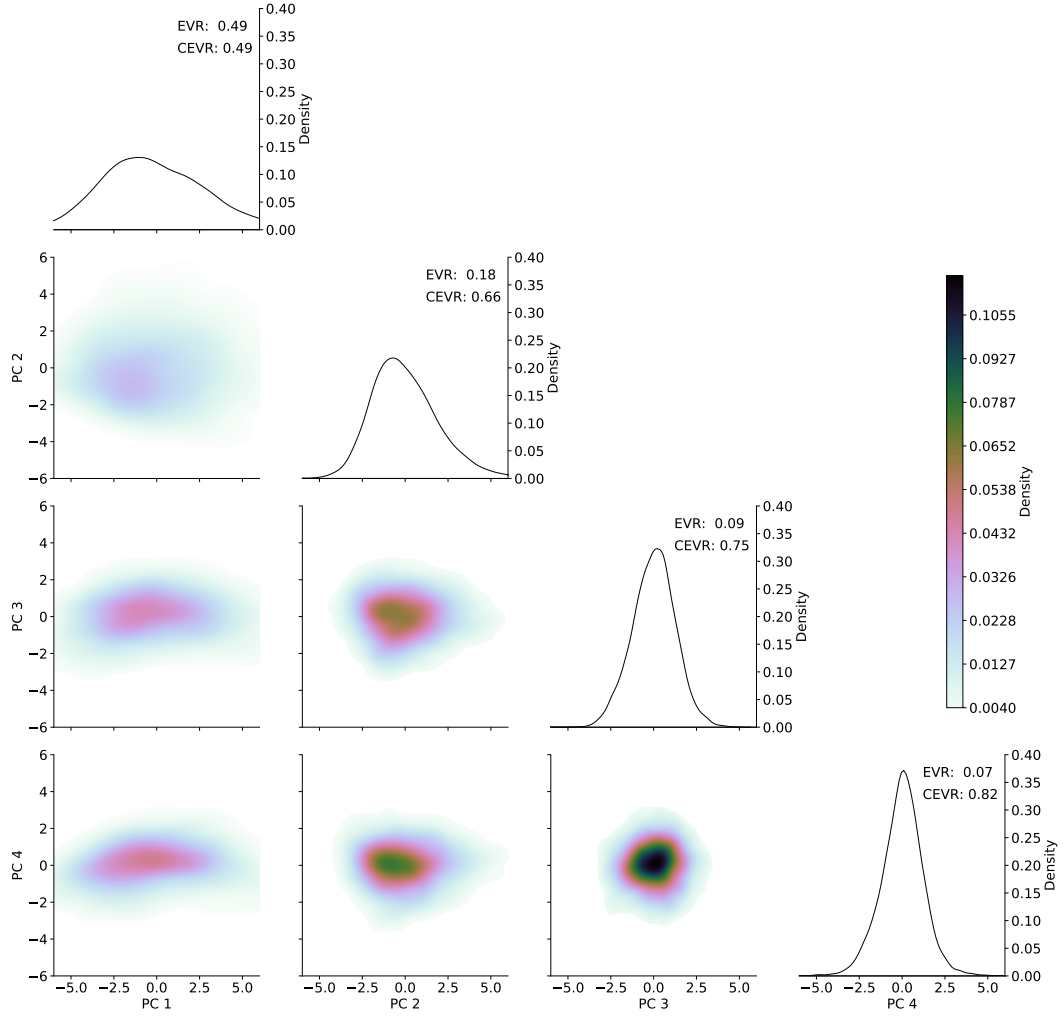 0.40
EVR: 0.49
0.35
CEVR: 0.49
0.30
0.25
Density
0.20
0.15
0.10
0.05
0.00
6
4
2
0
−2
−4
−6
PC 2
0.40
EVR: 0.18
0.35
CEVR: 0.66
0.30
0.25
Density
0.20
0.15
0.10
0.05
0.00
0.1055
0.0927
0.0787
0.0652
0.0538
0.0432
0.0326
0.0228
0.0127
0.0040
Density
6
4
2
0
−2
−4
−6
PC 3
0.40
EVR: 0.09
0.35
CEVR: 0.75
0.30
0.25
Density
0.20
0.15
0.10
0.05
0.00
6
4
2
0
−2
−4
−6
PC 4
0.40
EVR: 0.07
0.35
CEVR: 0.82
0.30
0.25
Density
0.20
0.15
0.10
0.05
0.00
−5.0 −2.5 0.0 2.5 5.0
PC 1
−5.0 −2.5 0.0 2.5 5.0
PC 2
−5.0 −2.5 0.0 2.5 5.0
PC 3
−5.0 −2.5 0.0 2.5 5.0
PC 4